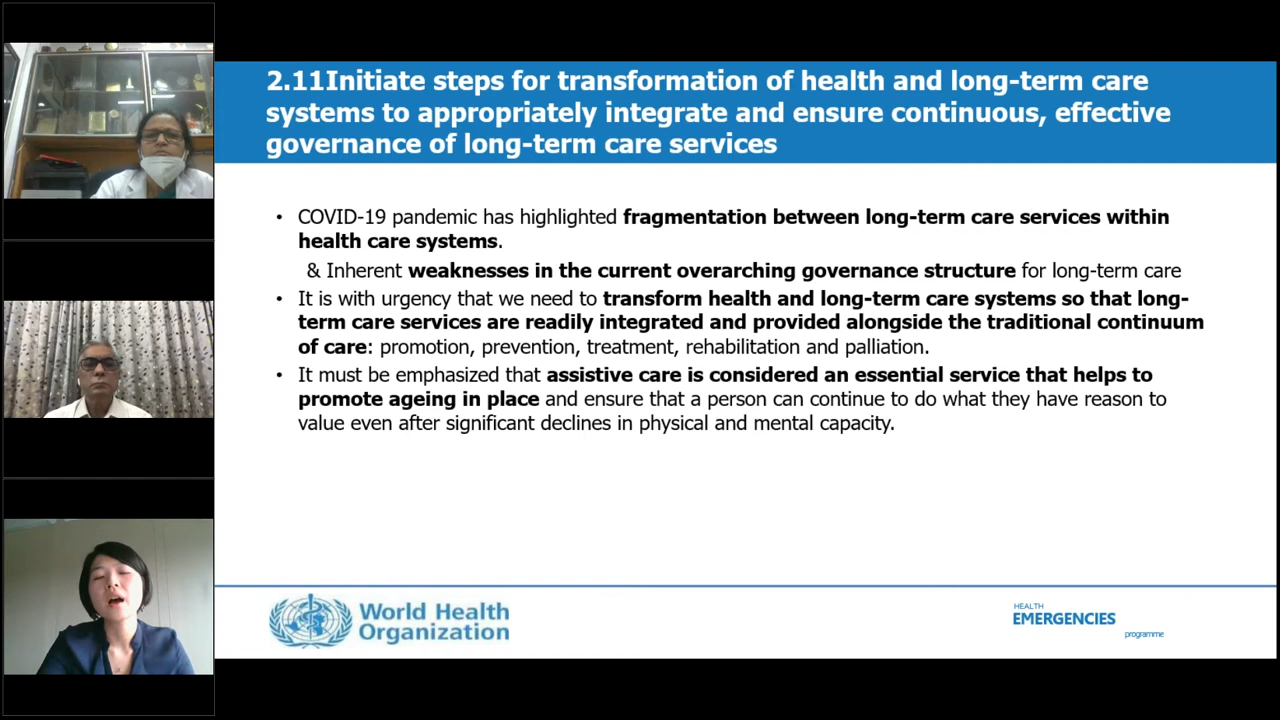 2.11Initiate steps for transformation of health and long-term care
systems to appropriately integrate and ensure continuous, effective
governance of long-term care services
• COVID-19 pandemic has highlighted fragmentation between long-term care services within
health care systems.
& Inherent weaknesses in the current overarching governance structure for long-term care
• It is with urgency that we need to transform health and long-term care systems so that long-
term care services are readily integrated and provided alongside the traditional continuum
of care: promotion, prevention, treatment, rehabilitation and palliation.
• It must be emphasized that assistive care is considered an essential service that helps to
promote ageing in place and ensure that a person can continue to do what they have reason to
value even after significant declines in physical and mental capacity.
World Health
Organization
HEALTH
EMERGENCIES
programme